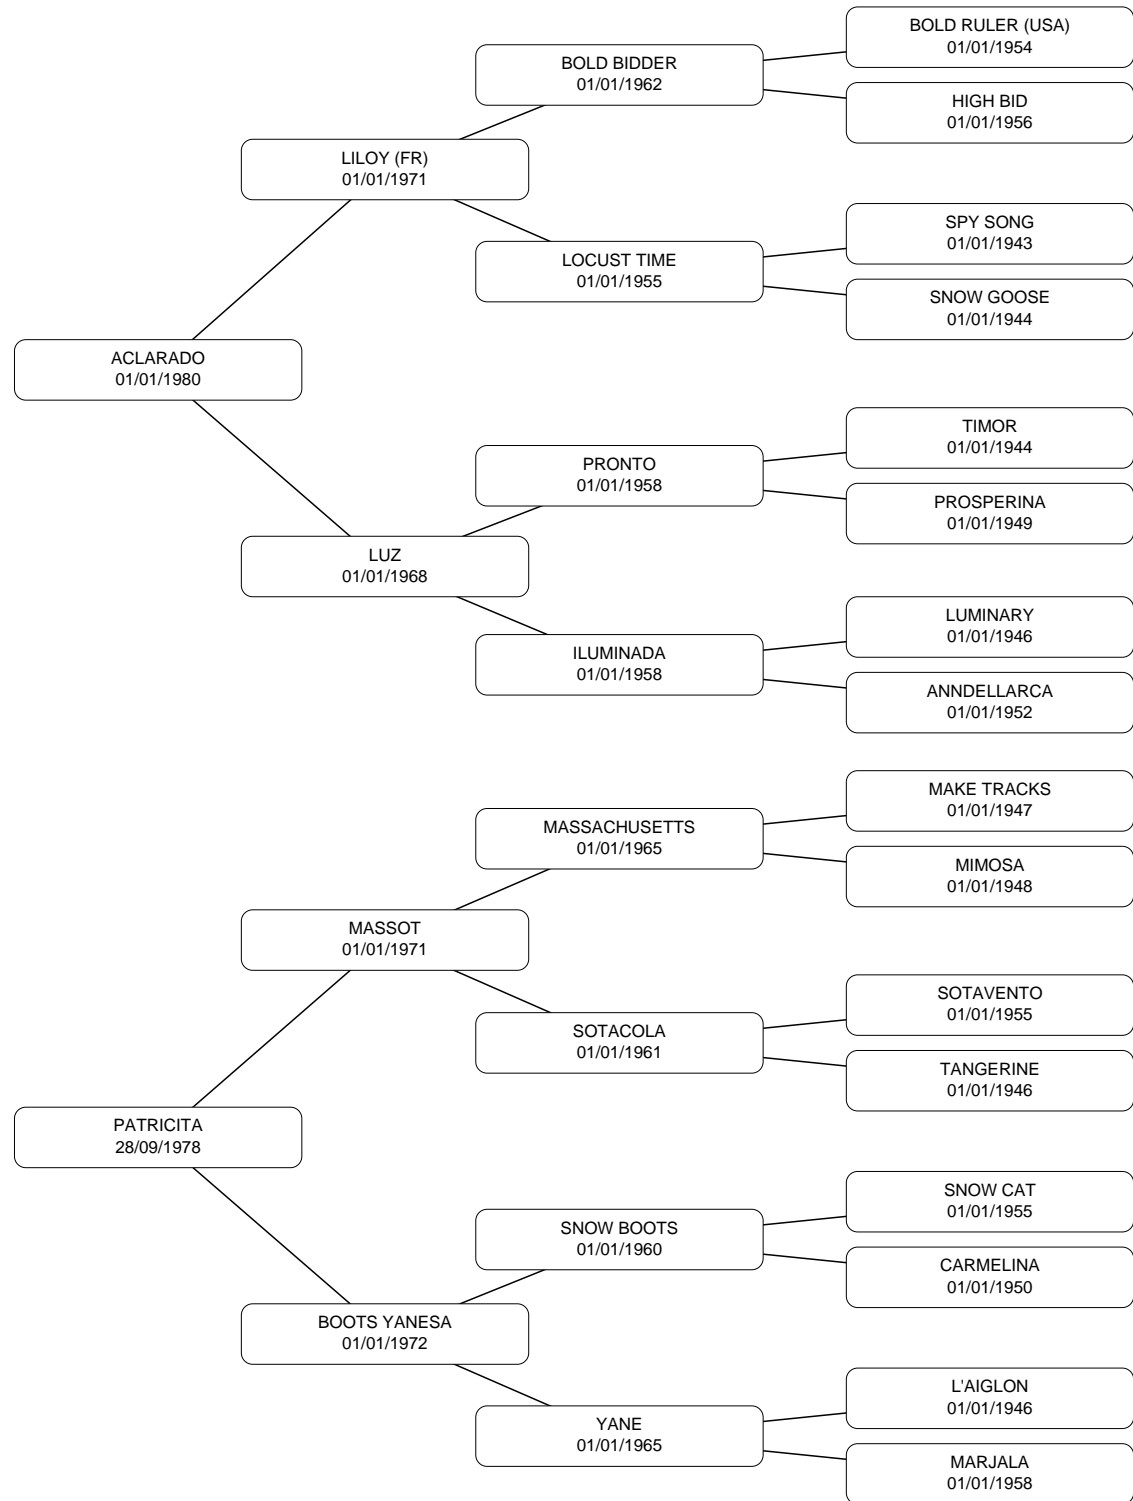 BOLD RULER (USA)
01/01/1954
BOLD BIDDER
01/01/1962
HIGH BID
01/01/1956
LILOY (FR)
01/01/1971
SPY SONG
01/01/1943
LOCUST TIME
01/01/1955
SNOW GOOSE
01/01/1944
ACLARADO
01/01/1980
TIMOR
01/01/1944
PRONTO
01/01/1958
PROSPERINA
01/01/1949
LUZ
01/01/1968
LUMINARY
01/01/1946
ILUMINADA
01/01/1958
ANNDELLARCA
01/01/1952
MAKE TRACKS
01/01/1947
MASSACHUSETTS
01/01/1965
MIMOSA
01/01/1948
MASSOT
01/01/1971
SOTAVENTO
01/01/1955
SOTACOLA
01/01/1961
TANGERINE
01/01/1946
PATRICITA
28/09/1978
SNOW CAT
01/01/1955
SNOW BOOTS
01/01/1960
CARMELINA
01/01/1950
BOOTS YANESA
01/01/1972
L'AIGLON
01/01/1946
YANE
01/01/1965
MARJALA
01/01/1958